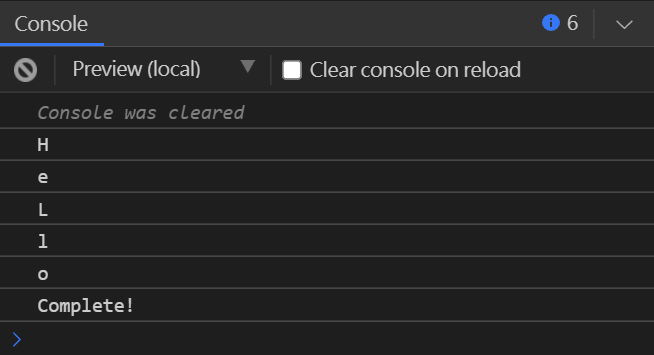 Console 6
Preview (local) Clear console on reload
Console was cleared
H
e
L
l
o
Complete!